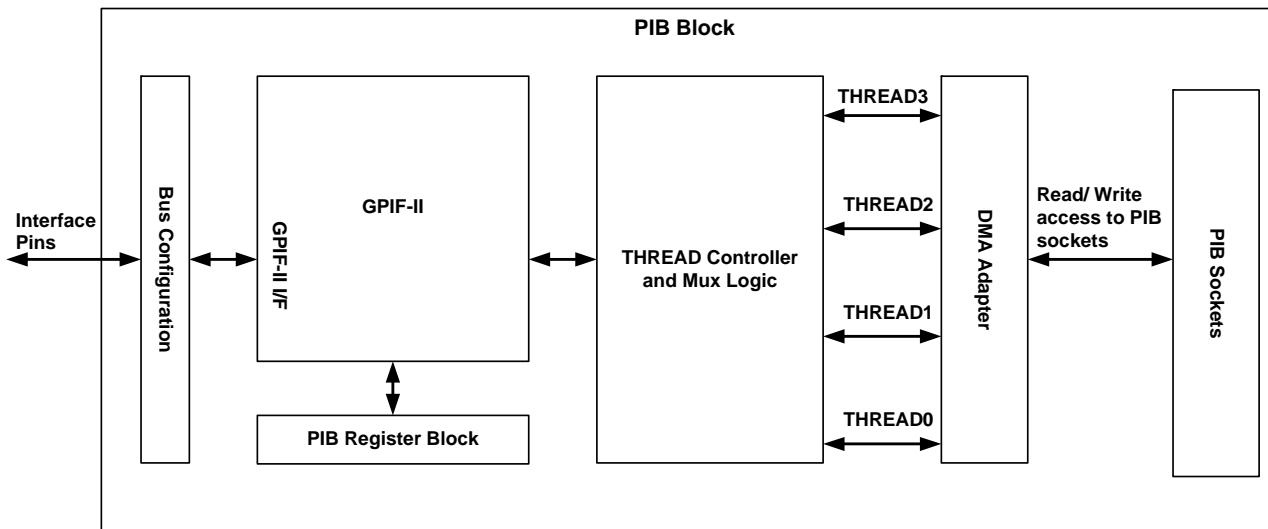 PIB Block
Interface
Pins
Bus Configuration
GPIF-II I/F
GPIF-II
PIB Register Block
THREAD Controller
and Mux Logic
THREAD3
THREAD2
THREAD1
THREAD0
DMA Adapter
Read/ Write
access to PIB
sockets
PIB Sockets